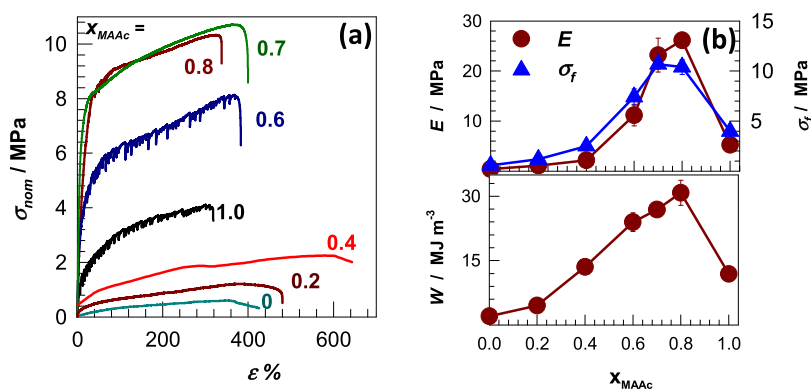 x_MAAc =
(a)
0.7
0.8
0.6
1.0
0.4
0.2
0
10
8
6
4
2
0
σ_nom / MPa
0 200 400 600
ε %
(b)
E
σ_f
30
20
10
0
E / MPa
15
10
5
0
σ_f / MPa
30
15
W / MJ m⁻³
0.0 0.2 0.4 0.6 0.8 1.0
x_MAAc